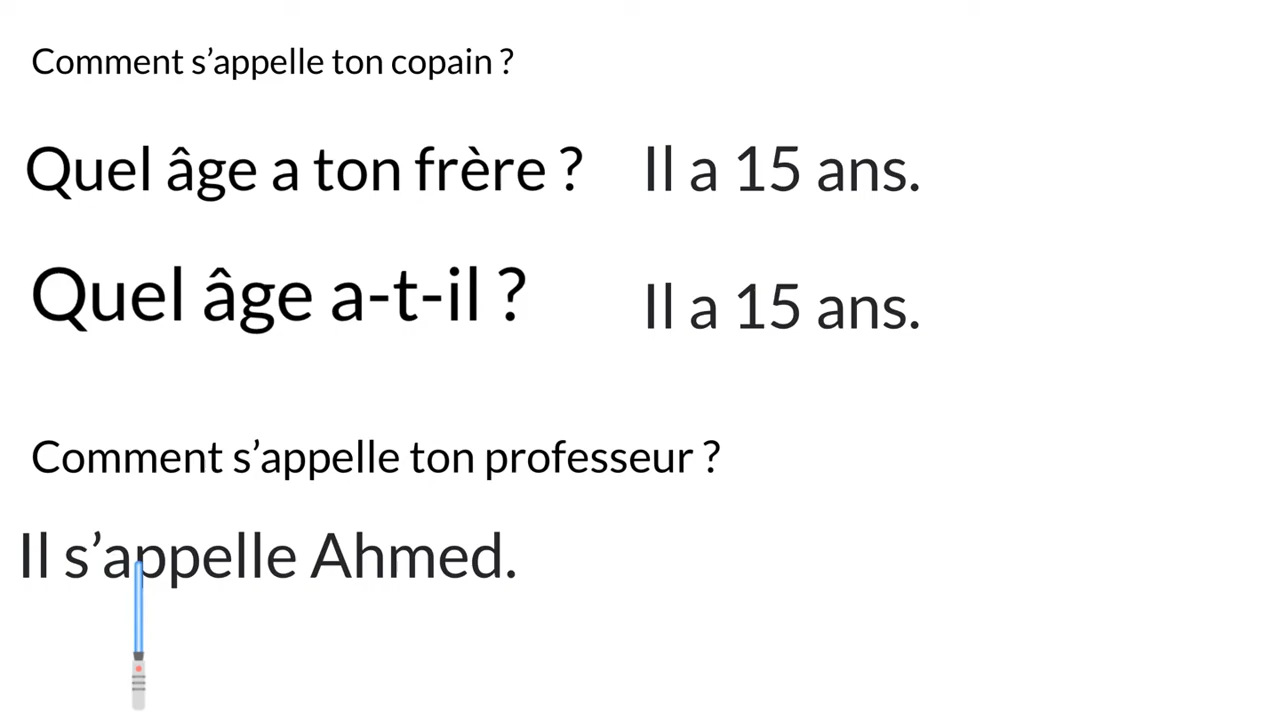 Comment s’appelle ton copain ?
Quel âge a ton frère ? Il a 15 ans.
Quel âge a-t-il ? Il a 15 ans.
Comment s’appelle ton professeur ?
Il s’appelle Ahmed.